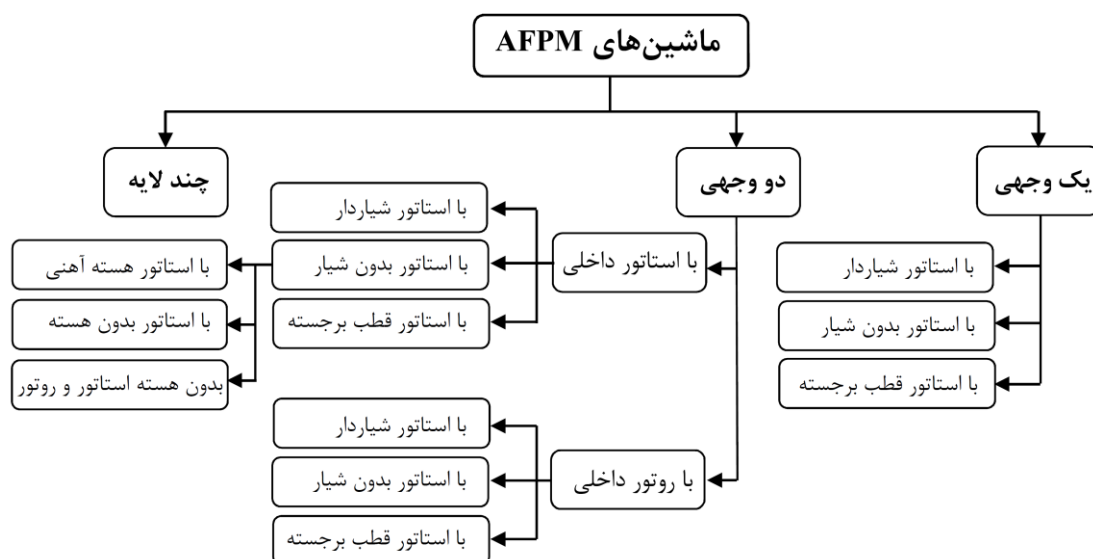 ماشین‌های AFPM
یک وجهی
دو وجهی
چند لایه
با استاتور شیاردار
با استاتور بدون شیار
با استاتور قطب برجسته
با استاتور داخلی
با استاتور شیاردار
با استاتور بدون شیار
با استاتور قطب برجسته
با استاتور هسته آهنی
با استاتور بدون هسته
بدون هسته استاتور و روتور
با روتور داخلی
با استاتور شیاردار
با استاتور بدون شیار
با استاتور قطب برجسته